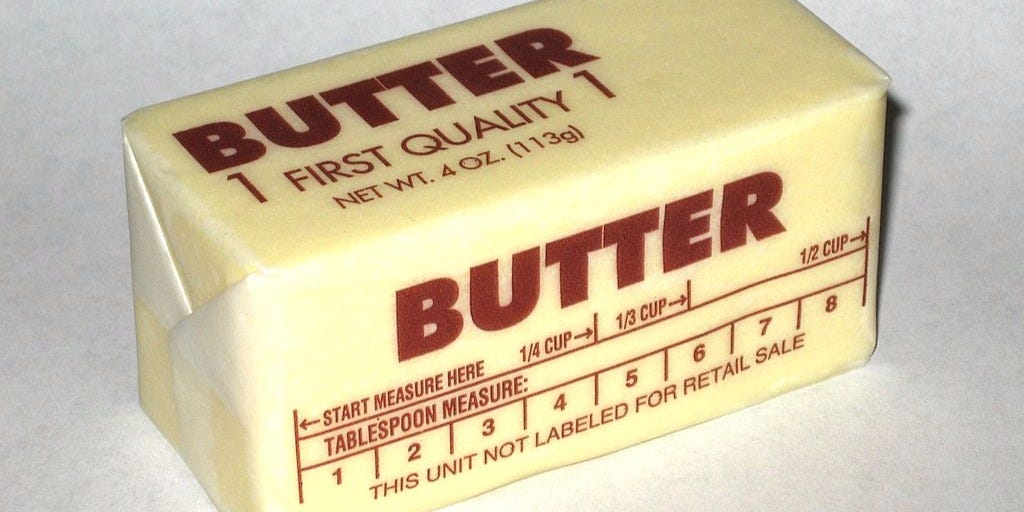 BUTTER
1 FIRST QUALITY 1
NET WT. 4 OZ. (113g)
BUTTER
1/2 CUP→
1/4 CUP→ 1/3 CUP→
←START MEASURE HERE
TABLESPOON MEASURE:
1 2 3 4 5 6 7 8
THIS UNIT NOT LABELED FOR RETAIL SALE